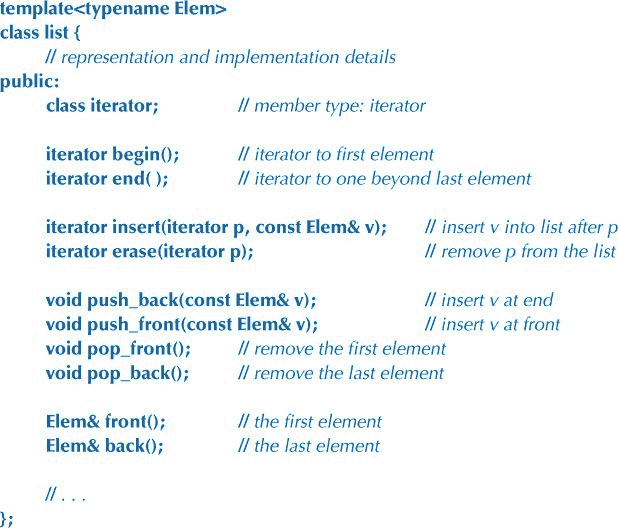 template<typename Elem>
class list {
// representation and implementation details
public:
class iterator; // member type: iterator
iterator begin(); // iterator to first element
iterator end( ); // iterator to one beyond last element
iterator insert(iterator p, const Elem& v); // insert v into list after p
iterator erase(iterator p); // remove p from the list
void push_back(const Elem& v); // insert v at end
void push_front(const Elem& v); // insert v at front
void pop_front(); // remove the first element
void pop_back(); // remove the last element
Elem& front(); // the first element
Elem& back(); // the last element
// . . .
};